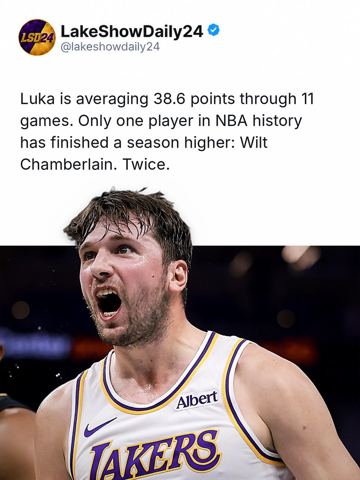 LSD24
LakeShowDaily24
@lakeshowdaily24
Luka is averaging 38.6 points through 11
games. Only one player in NBA history
has finished a season higher: Wilt
Chamberlain. Twice.
Albert
LAKERS